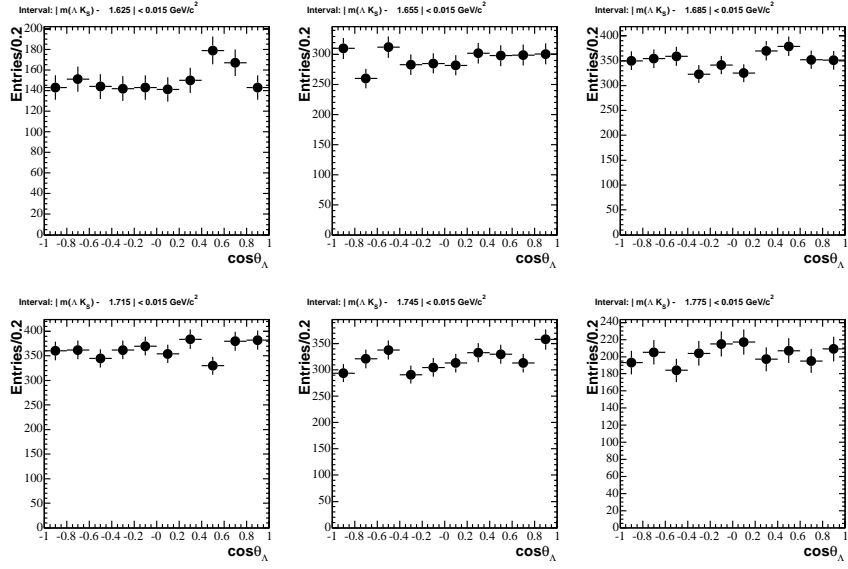 Interval: | m(Λ K_S) - 1.625 | < 0.015 GeV/c²
Entries/0.2
200
180
160
140
120
100
80
60
40
20
0
-1 -0.8 -0.6 -0.4 -0.2 -0 0.2 0.4 0.6 0.8 1
cosθ_Λ
Interval: | m(Λ K_S) - 1.655 | < 0.015 GeV/c²
Entries/0.2
300
250
200
150
100
50
0
-1 -0.8 -0.6 -0.4 -0.2 -0 0.2 0.4 0.6 0.8 1
cosθ_Λ
Interval: | m(Λ K_S) - 1.685 | < 0.015 GeV/c²
Entries/0.2
400
350
300
250
200
150
100
50
0
-1 -0.8 -0.6 -0.4 -0.2 -0 0.2 0.4 0.6 0.8 1
cosθ_Λ
Interval: | m(Λ K_S) - 1.715 | < 0.015 GeV/c²
Entries/0.2
400
350
300
250
200
150
100
50
0
-1 -0.8 -0.6 -0.4 -0.2 -0 0.2 0.4 0.6 0.8 1
cosθ_Λ
Interval: | m(Λ K_S) - 1.745 | < 0.015 GeV/c²
Entries/0.2
350
300
250
200
150
100
50
0
-1 -0.8 -0.6 -0.4 -0.2 -0 0.2 0.4 0.6 0.8 1
cosθ_Λ
Interval: | m(Λ K_S) - 1.775 | < 0.015 GeV/c²
Entries/0.2
240
220
200
180
160
140
120
100
80
60
40
20
0
-1 -0.8 -0.6 -0.4 -0.2 -0 0.2 0.4 0.6 0.8 1
cosθ_Λ